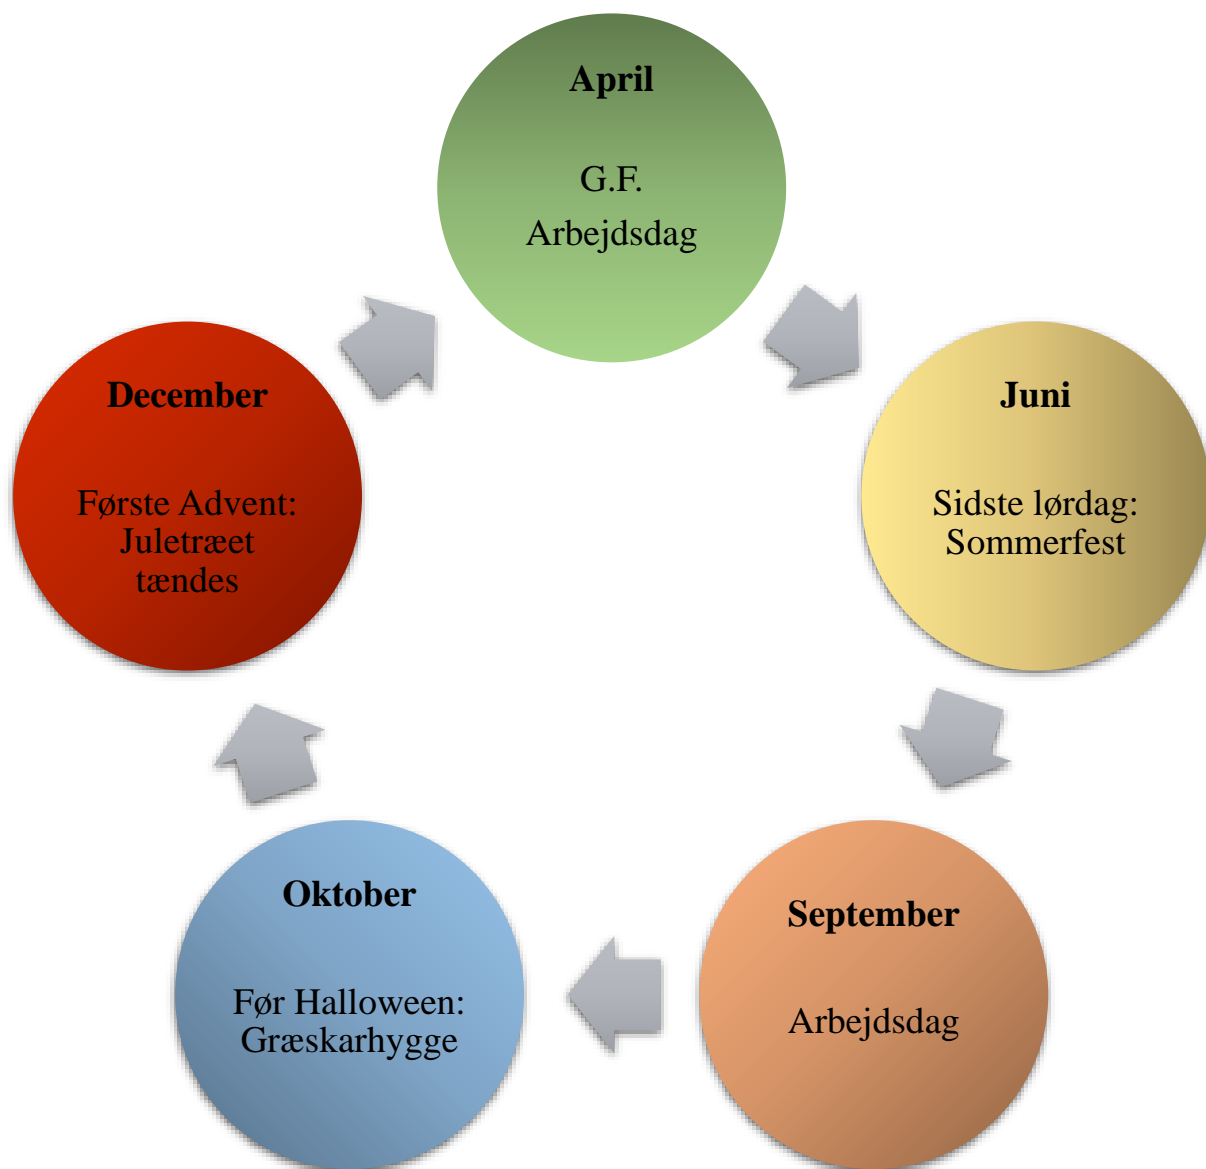 April
G.F.
Arbejdsdag
Juni
Sidste lørdag:
Sommerfest
September
Arbejdsdag
Oktober
Før Halloween:
Græskarhygge
December
Første Advent:
Juletræet
tændes